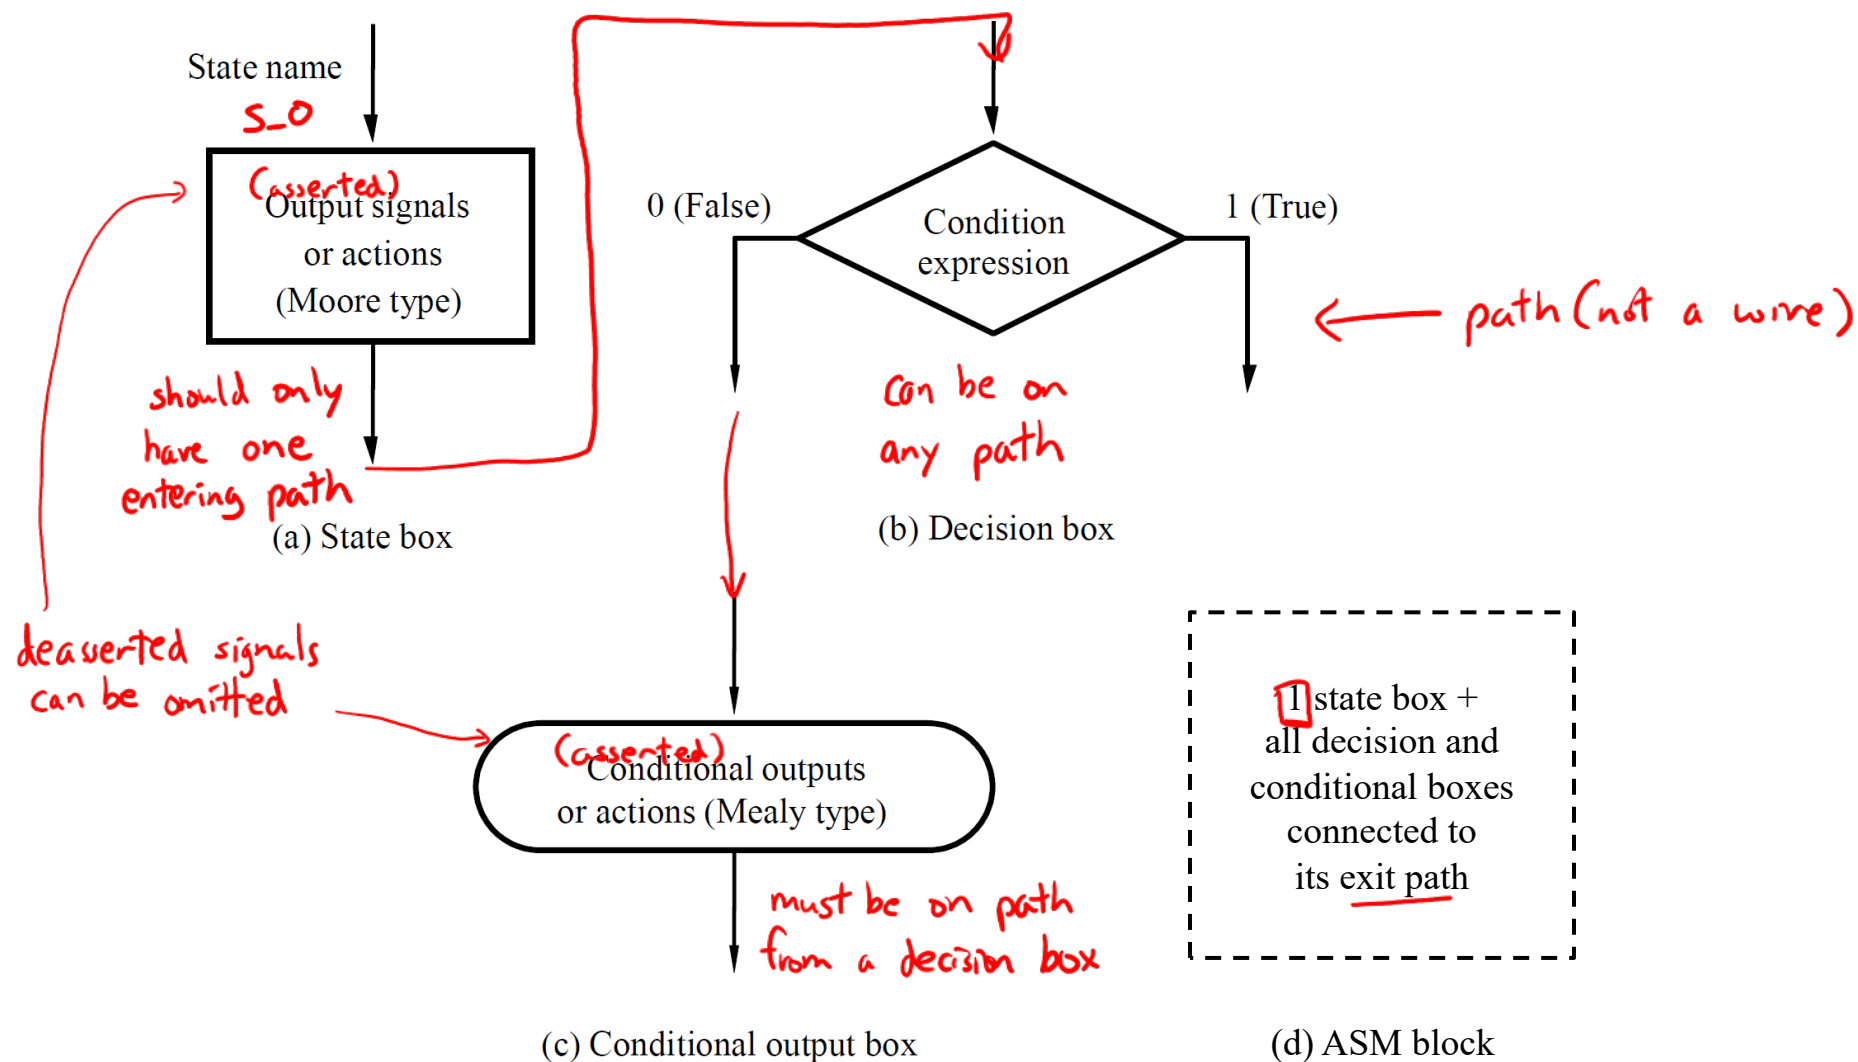 State name
S_0
(asserted)
Output signals
or actions
(Moore type)
should only
have one
entering path
(a) State box
0 (False)
1 (True)
Condition
expression
path (not a wire)
can be on
any path
(b) Decision box
deasserted signals
can be omitted
(asserted)
Conditional outputs
or actions (Mealy type)
must be on path
from a decision box
(c) Conditional output box
1 state box +
all decision and
conditional boxes
connected to
its exit path
(d) ASM block